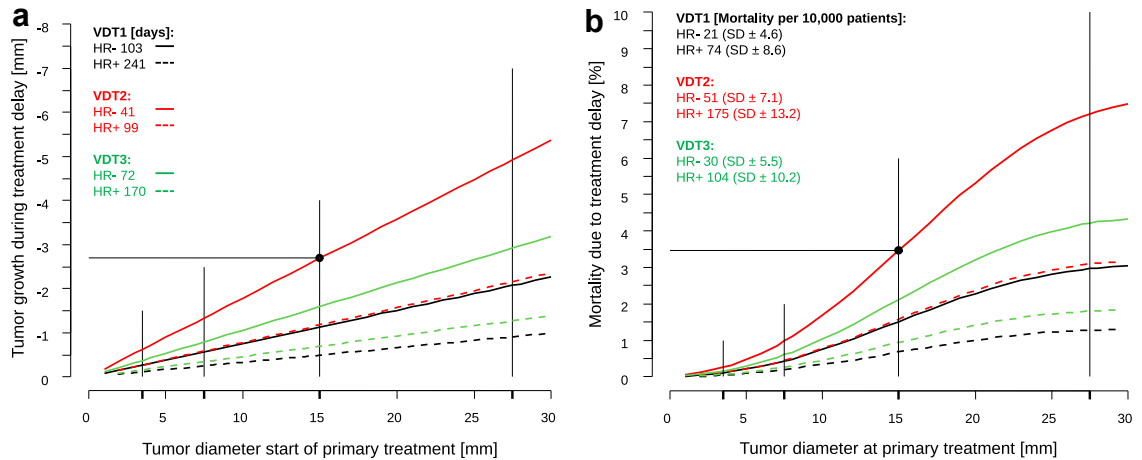 a
Tumor growth during treatment delay [mm]
-8
-7
-6
-5
-4
-3
-2
-1
0
VDT1 [days]:
HR- 103
HR+ 241
VDT2:
HR- 41
HR+ 99
VDT3:
HR- 72
HR+ 170
0 5 10 15 20 25 30
Tumor diameter start of primary treatment [mm]
b
Mortality due to treatment delay [%]
10
9
8
7
6
5
4
3
2
1
0
VDT1 [Mortality per 10,000 patients]:
HR- 21 (SD ± 4.6)
HR+ 74 (SD ± 8.6)
VDT2:
HR- 51 (SD ± 7.1)
HR+ 175 (SD ± 13.2)
VDT3:
HR- 30 (SD ± 5.5)
HR+ 104 (SD ± 10.2)
0 5 10 15 20 25 30
Tumor diameter at primary treatment [mm]